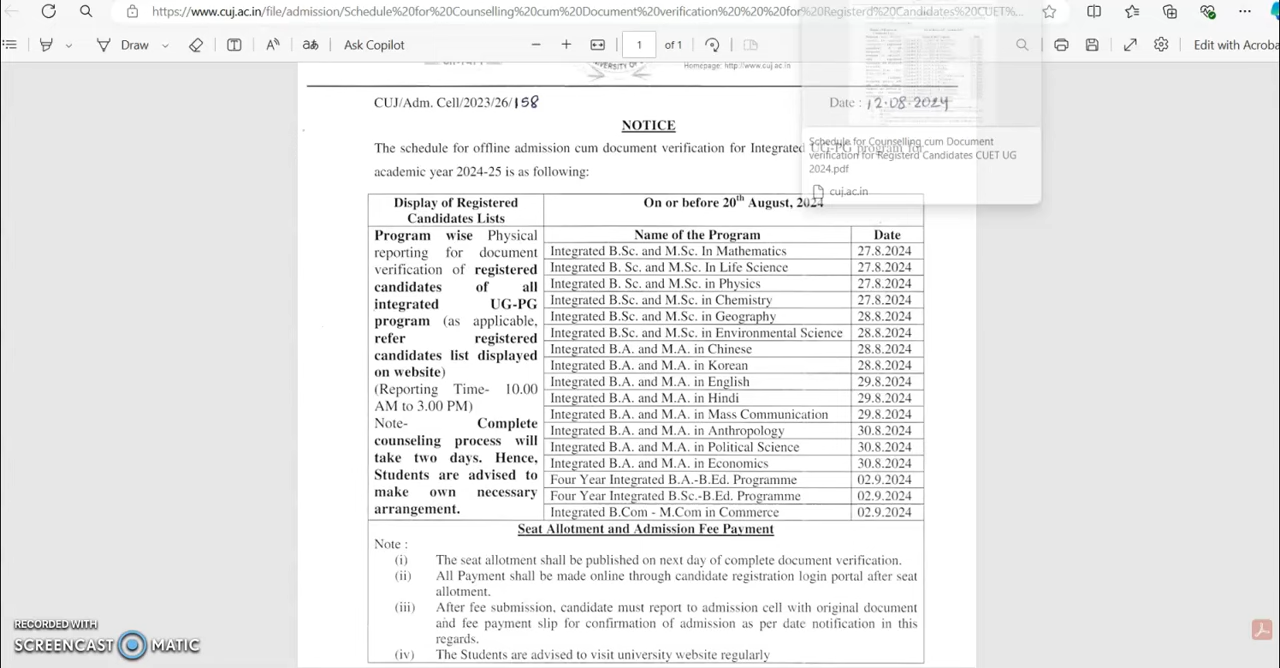 https://www.cuj.ac.in/file/admission/Schedule%20for%20Counselling%20cum%20Document%20verification%20%20%20for%20Registerd%20Candidates%20CUET%...
Draw
Ask Copilot
1 of 1
Edit with Acroba
Homepage: http://www.cuj.ac.in
CUJ/Adm. Cell/2023/26/158
Date : 12.08.2024
NOTICE
Schedule for Counselling cum Document
verification for Registerd Candidates CUET UG
2024.pdf
cuj.ac.in
The schedule for offline admission cum document verification for Integrated UG-PG program for
academic year 2024-25 is as following:
Display of Registered
Candidates Lists
On or before 20th August, 2024
Program wise Physical
reporting for document
verification of registered
candidates of all
integrated UG-PG
program (as applicable,
refer registered
candidates list displayed
on website)
(Reporting Time- 10.00
AM to 3.00 PM)
Note- Complete
counseling process will
take two days. Hence,
Students are advised to
make own necessary
arrangement.
Name of the Program Date
Integrated B.Sc. and M.Sc. In Mathematics 27.8.2024
Integrated B. Sc. and M.Sc. In Life Science 27.8.2024
Integrated B. Sc. and M.Sc. in Physics 27.8.2024
Integrated B.Sc. and M.Sc. in Chemistry 27.8.2024
Integrated B.Sc. and M.Sc. in Geography 28.8.2024
Integrated B.Sc. and M.Sc. in Environmental Science 28.8.2024
Integrated B.A. and M.A. in Chinese 28.8.2024
Integrated B.A. and M.A. in Korean 28.8.2024
Integrated B.A. and M.A. in English 29.8.2024
Integrated B.A. and M.A. in Hindi 29.8.2024
Integrated B.A. and M.A. in Mass Communication 29.8.2024
Integrated B.A. and M.A. in Anthropology 30.8.2024
Integrated B.A. and M.A. in Political Science 30.8.2024
Integrated B.A. and M.A. in Economics 30.8.2024
Four Year Integrated B.A.-B.Ed. Programme 02.9.2024
Four Year Integrated B.Sc.-B.Ed. Programme 02.9.2024
Integrated B.Com - M.Com in Commerce 02.9.2024
Seat Allotment and Admission Fee Payment
Note :
(i) The seat allotment shall be published on next day of complete document verification.
(ii) All Payment shall be made online through candidate registration login portal after seat
allotment.
(iii) After fee submission, candidate must report to admission cell with original document
and fee payment slip for confirmation of admission as per date notification in this
regards.
(iv) The Students are advised to visit university website regularly
RECORDED WITH
SCREENCAST MATIC